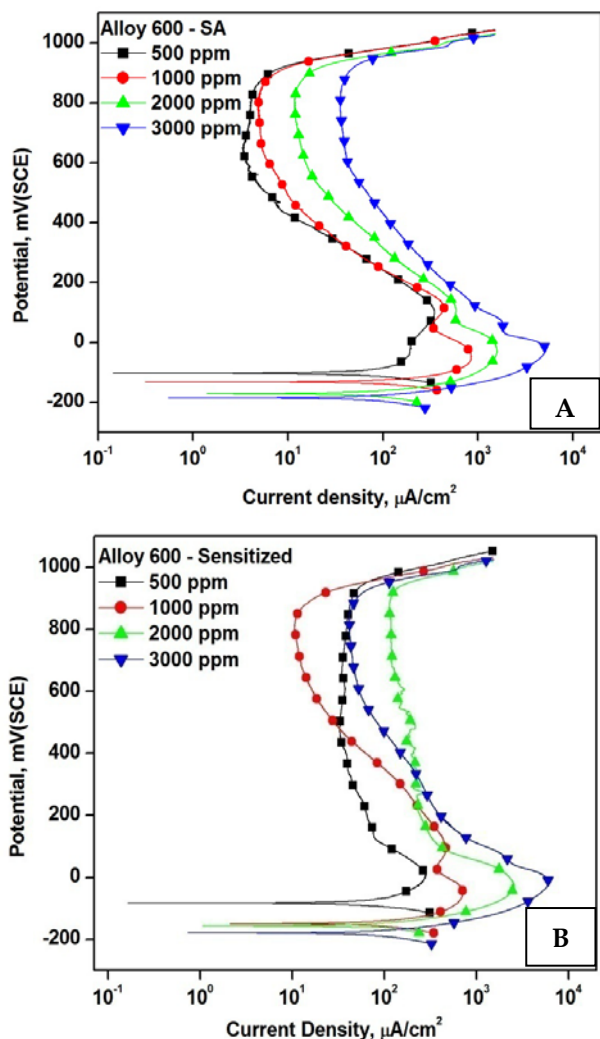 Alloy 600 - SA
500 ppm
1000 ppm
2000 ppm
3000 ppm
1000
800
600
400
200
0
-200
Potential, mV(SCE)
A
10⁻¹ 10⁰ 10¹ 10² 10³ 10⁴
Current density, μA/cm²
Alloy 600 - Sensitized
500 ppm
1000 ppm
2000 ppm
3000 ppm
1000
800
600
400
200
0
-200
Potential, mV(SCE)
B
10⁻¹ 10⁰ 10¹ 10² 10³ 10⁴
Current Density, μA/cm²